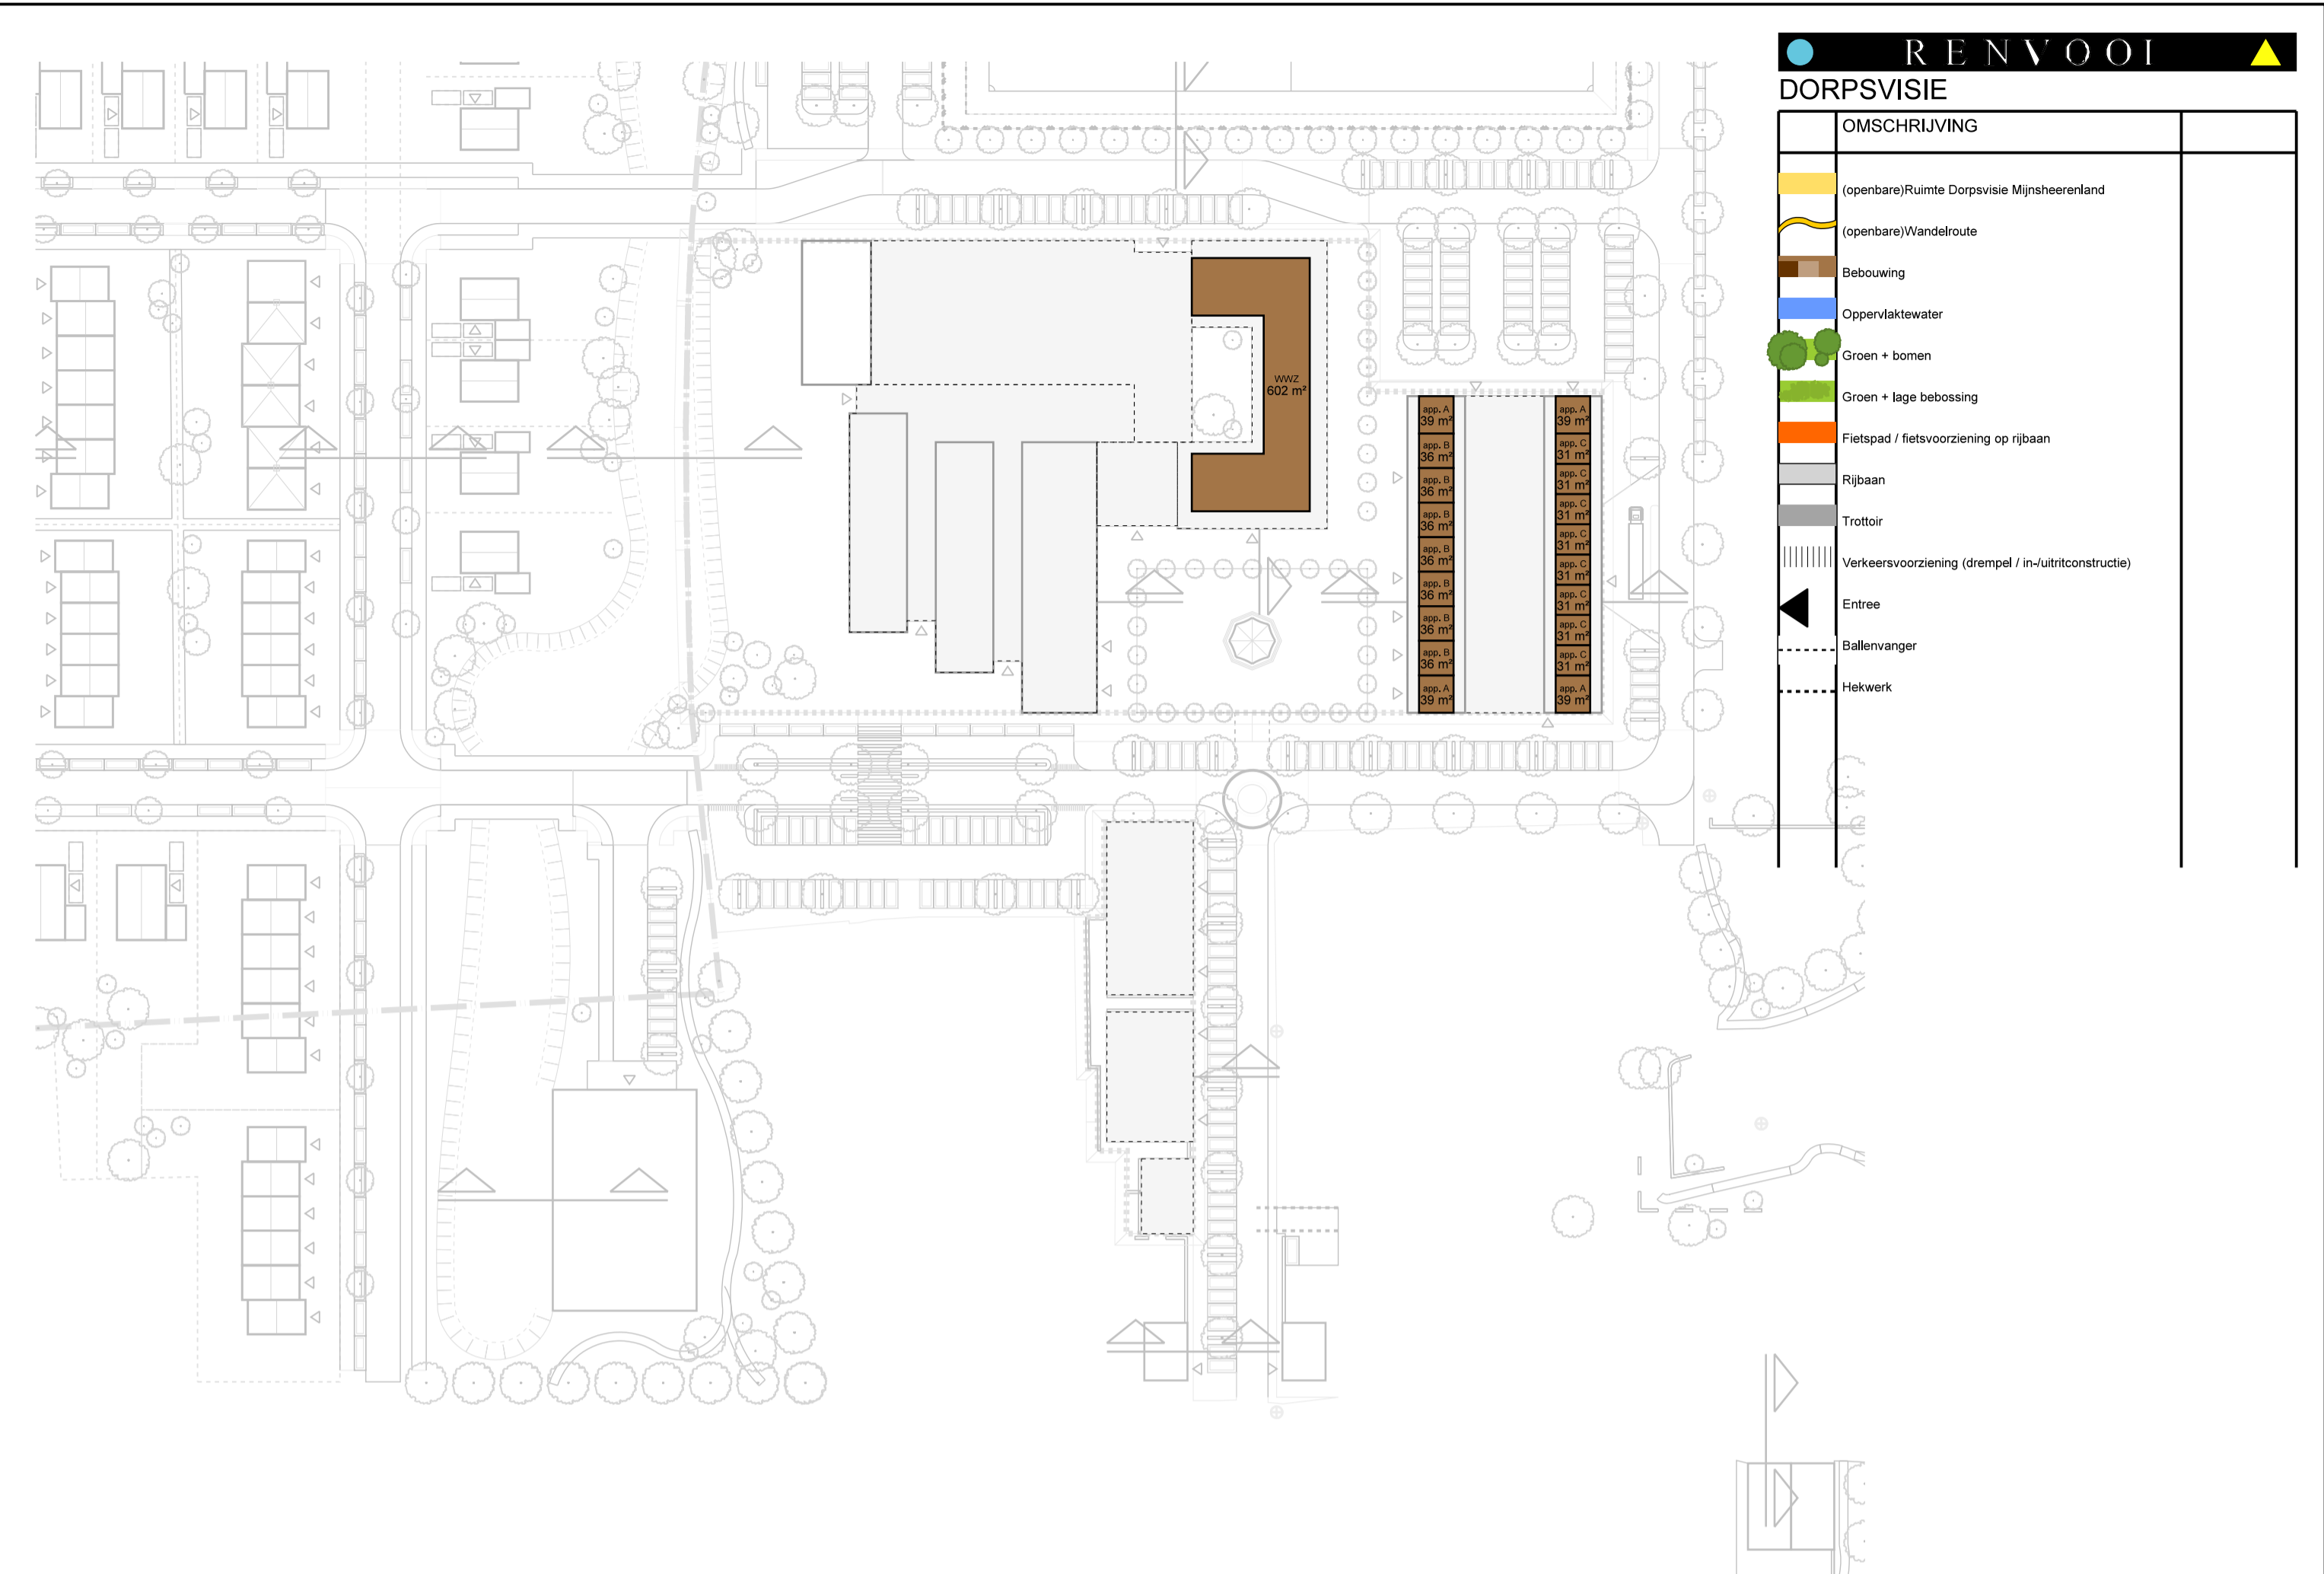 RENVOOI
DORPSVISIE
OMSCHRIJVING
(openbare)Ruimte Dorpsvisie Mijnsheerenland
(openbare)Wandelroute
Bebouwing
Oppervlaktewater
Groen + bomen
Groen + lage bebossing
Fietspad / fietsvoorziening op rijbaan
Rijbaan
Trottoir
Verkeersvoorziening (drempel / in-/uitritconstructie)
Entree
Ballenvanger
Hekwerk
WWZ
602 m²
app. A
39 m²
app. B
36 m²
app. B
36 m²
app. B
36 m²
app. B
36 m²
app. B
36 m²
app. B
36 m²
app. B
36 m²
app. A
39 m²
app. A
39 m²
app. C
31 m²
app. C
31 m²
app. C
31 m²
app. C
31 m²
app. C
31 m²
app. C
31 m²
app. C
31 m²
app. C
31 m²
app. A
39 m²